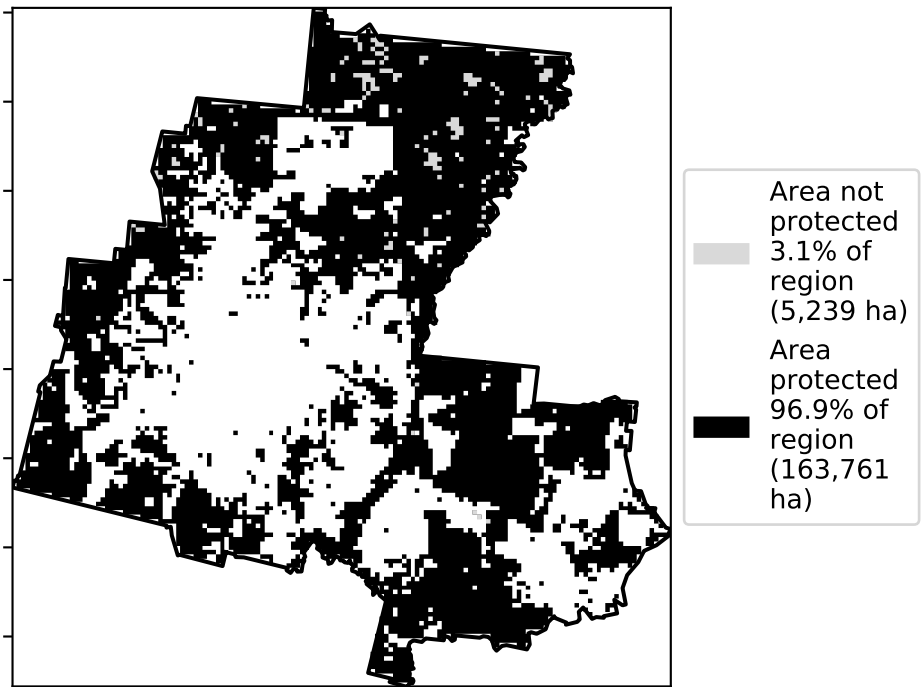 Area not
protected
3.1% of
region
(5,239 ha)
Area
protected
96.9% of
region
(163,761
ha)